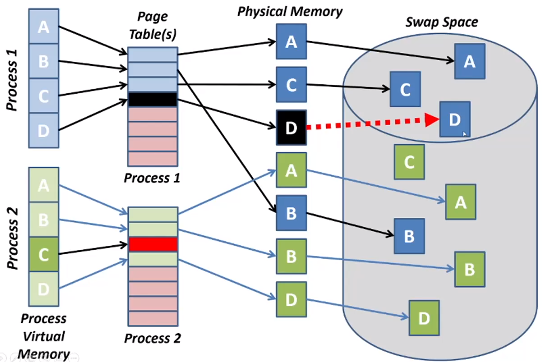 Process 1
A
B
C
D
Page
Table(s)
Process 1
Physical Memory
A
C
D
A
B
B
D
Swap Space
A
C
D
C
A
B
B
D
Process 2
A
B
C
D
Process
Virtual
Memory
Process 2